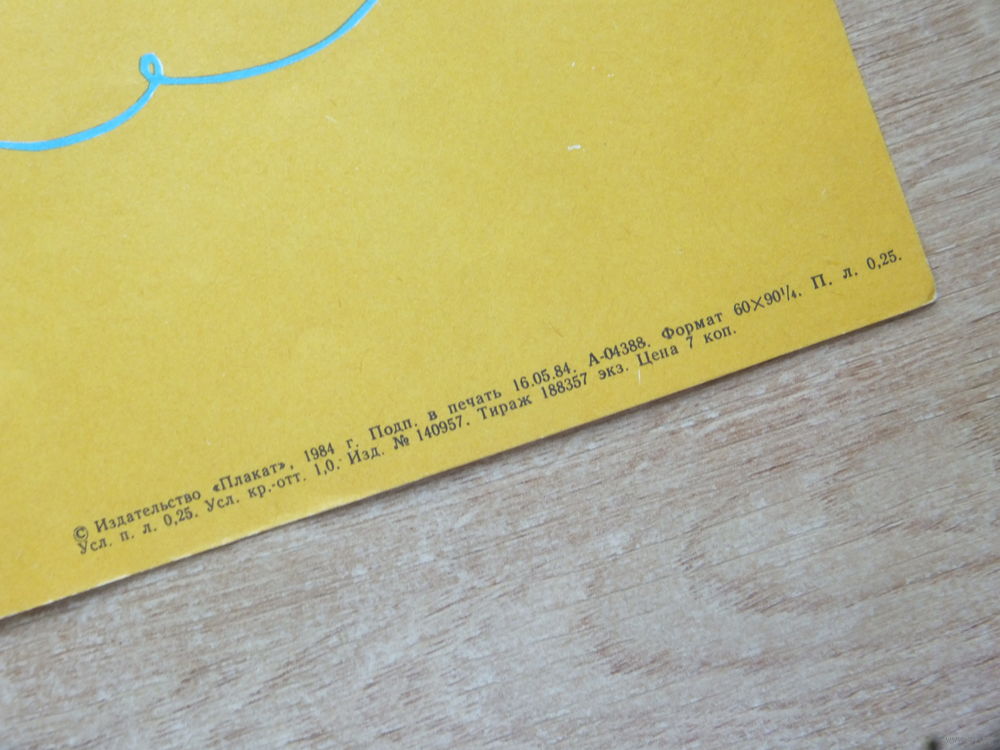 © Издательство «Плакат», 1984 г. Подп. в печать 16.05.84. А-04388. Формат 60×90¹/₄. П. л. 0,25.
Усл. п. л. 0,25. Усл. кр.-отт. 1,0. Изд. № 140957. Тираж 188357 экз. Цена 7 коп.